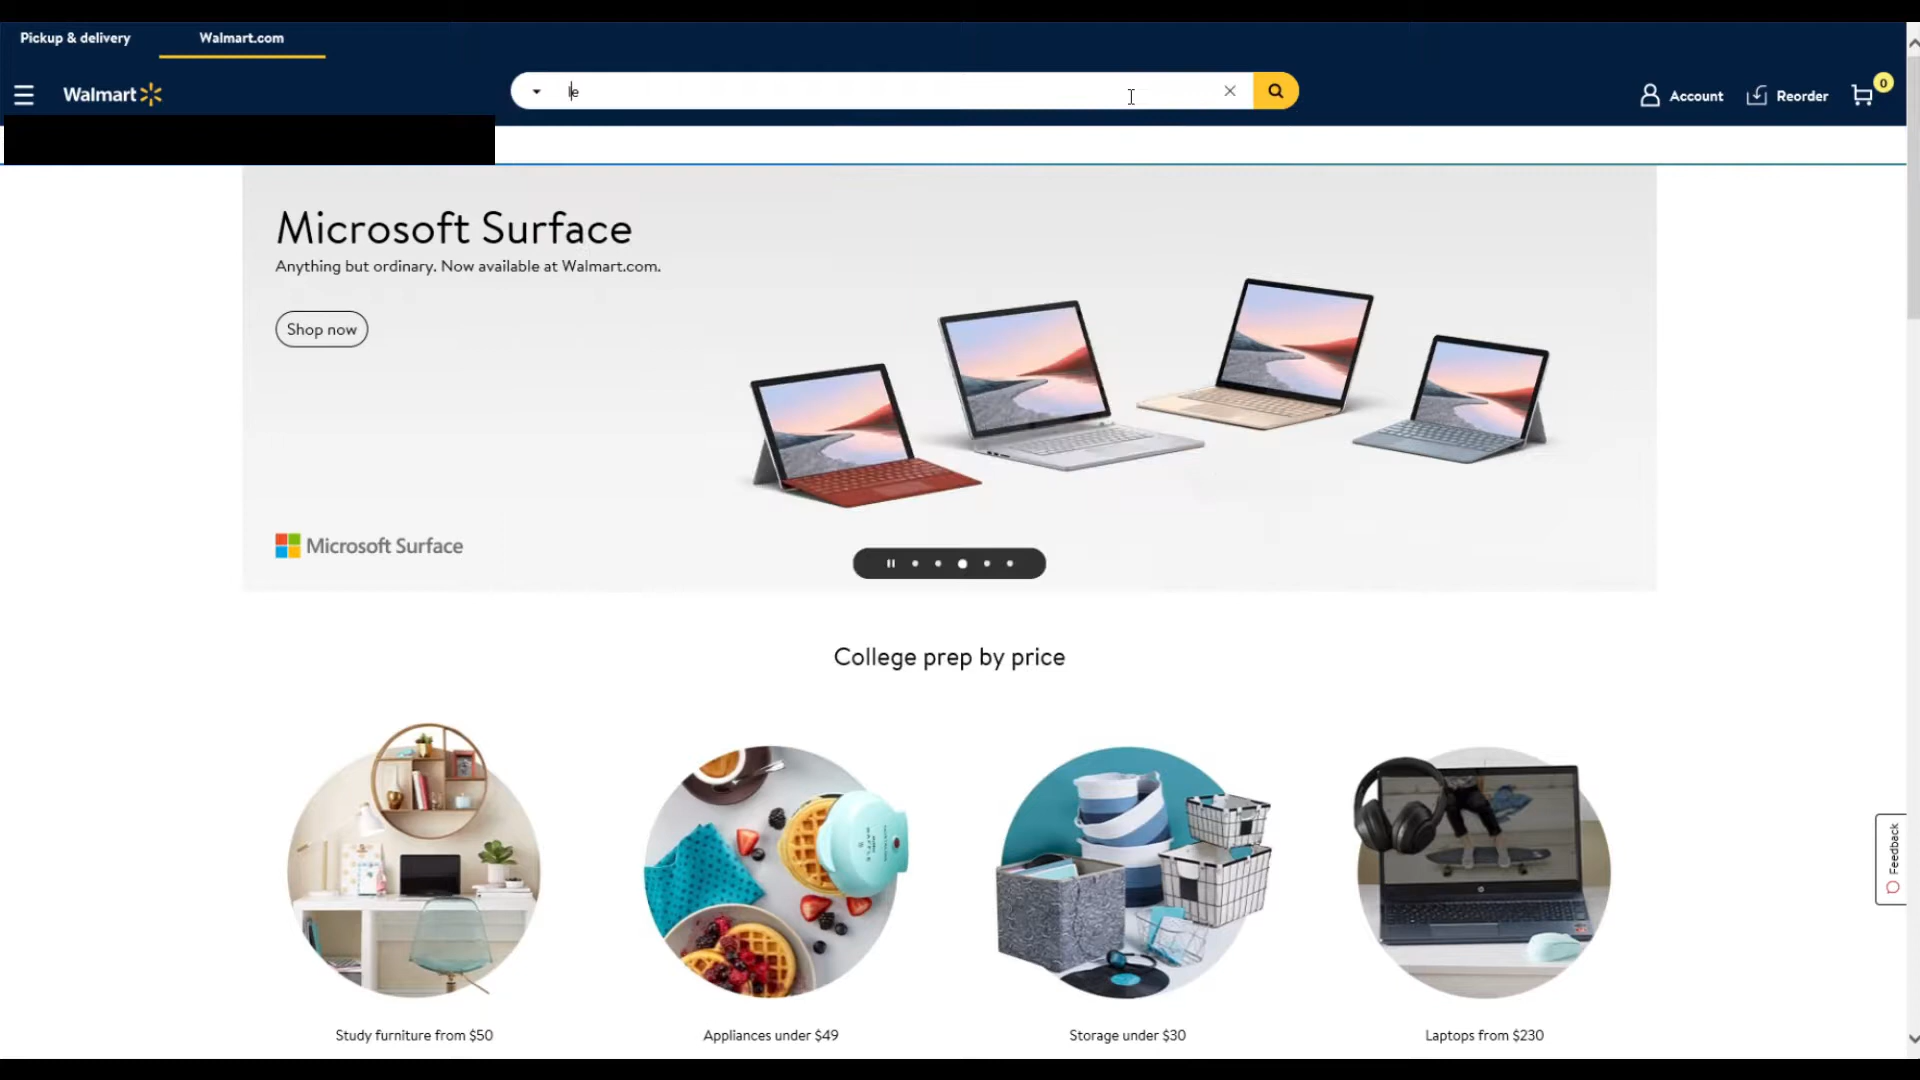 Pickup & delivery
Walmart.com
Walmart
le
Account
Reorder
0
Microsoft Surface
Anything but ordinary. Now available at Walmart.com.
Shop now
Microsoft Surface
College prep by price
Feedback
Study furniture from $50
Appliances under $49
Storage under $30
Laptops from $230